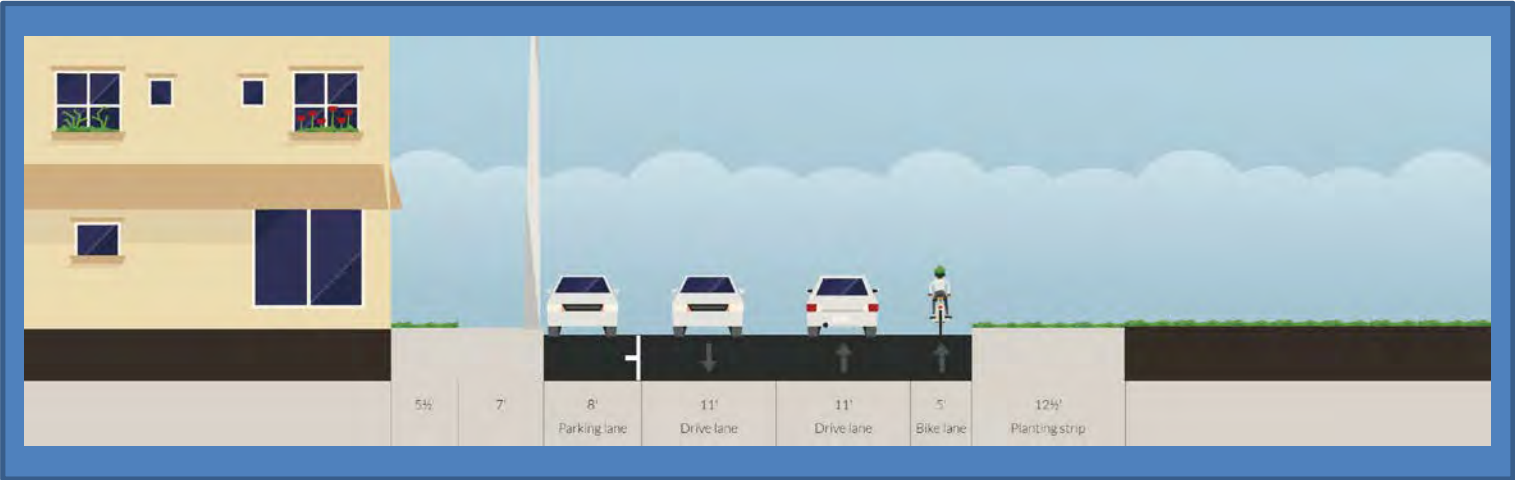 5½'
7'
8'
11'
11'
5'
12½'
Parking lane
Drive lane
Drive lane
Bike lane
Planting strip